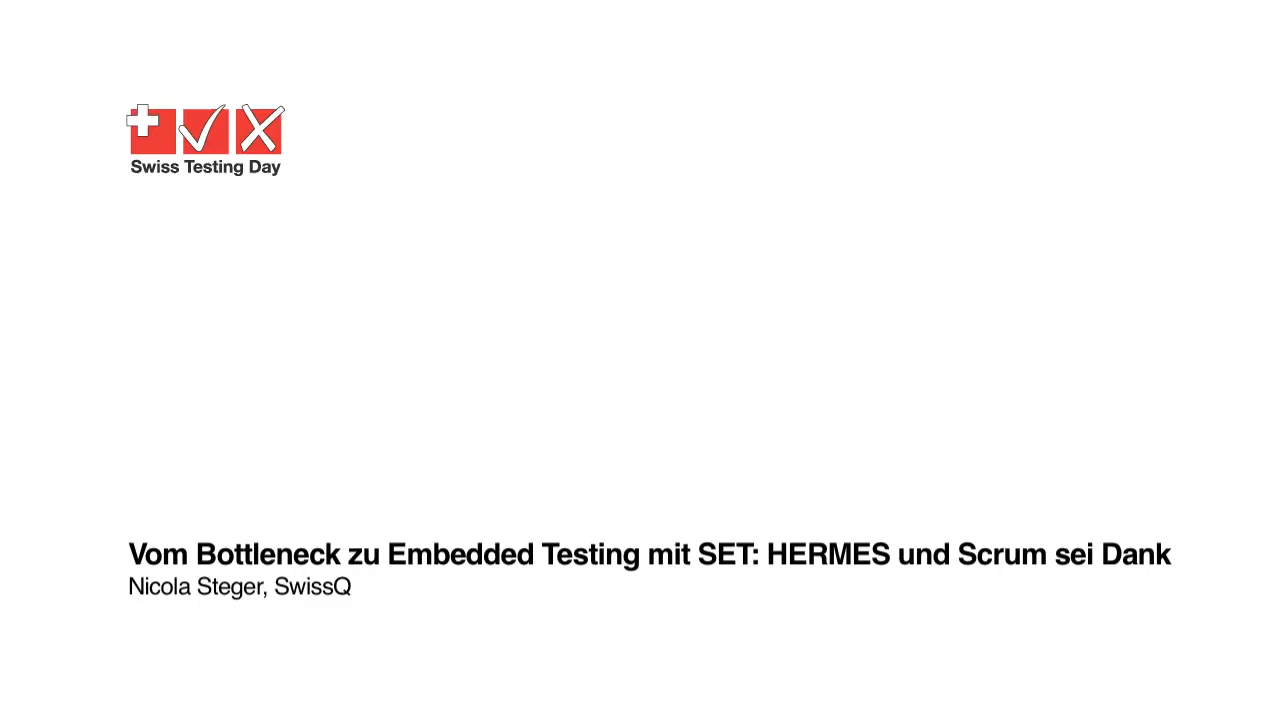 Swiss Testing Day
Vom Bottleneck zu Embedded Testing mit SET: HERMES und Scrum sei Dank
Nicola Steger, SwissQ